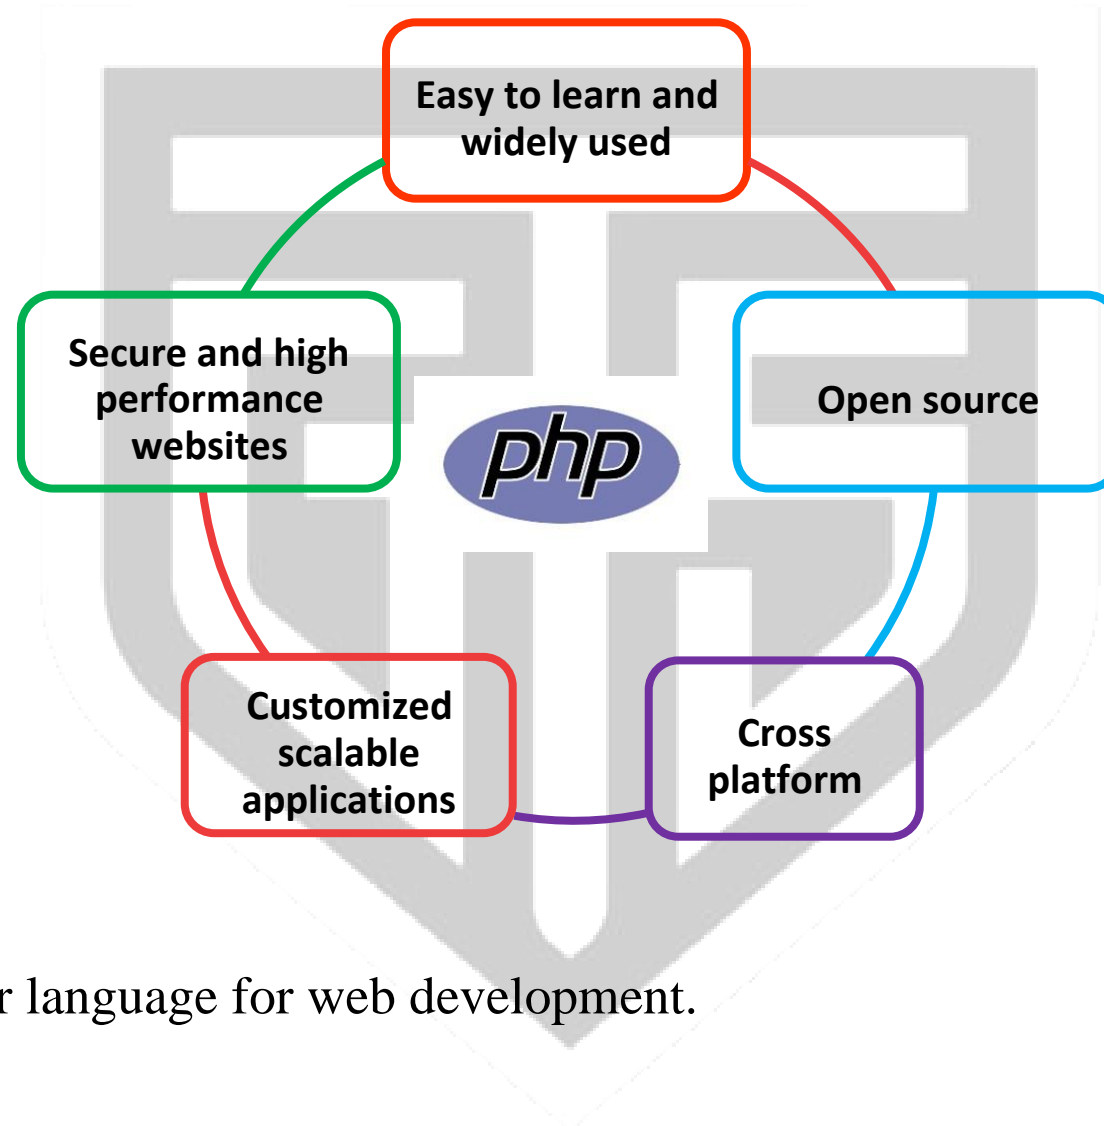 Easy to learn and
widely used
Secure and high
performance
websites
Open source
php
Customized
scalable
applications
Cross
platform
r language for web development.